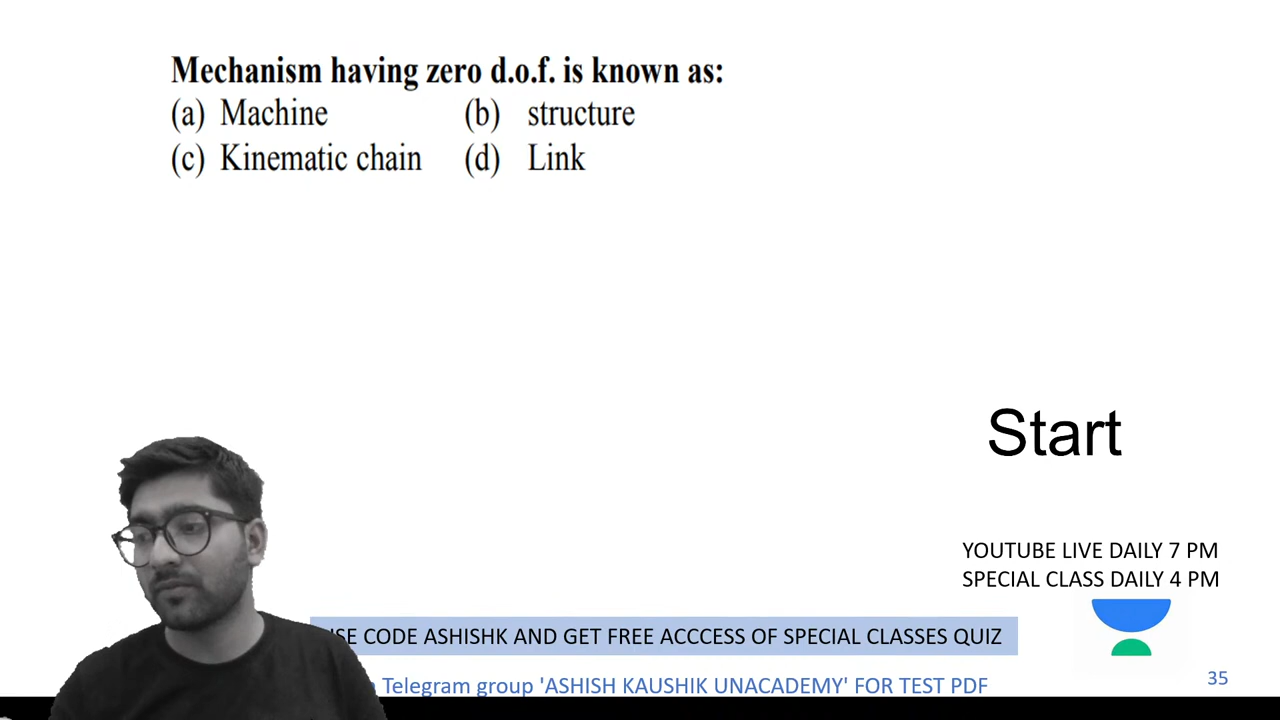 Mechanism having zero d.o.f. is known as:
(a) Machine (b) structure
(c) Kinematic chain (d) Link
Start
YOUTUBE LIVE DAILY 7 PM
SPECIAL CLASS DAILY 4 PM
CODE ASHISHK AND GET FREE ACCCESS OF SPECIAL CLASSES QUIZ
Telegram group 'ASHISH KAUSHIK UNACADEMY' FOR TEST PDF
35